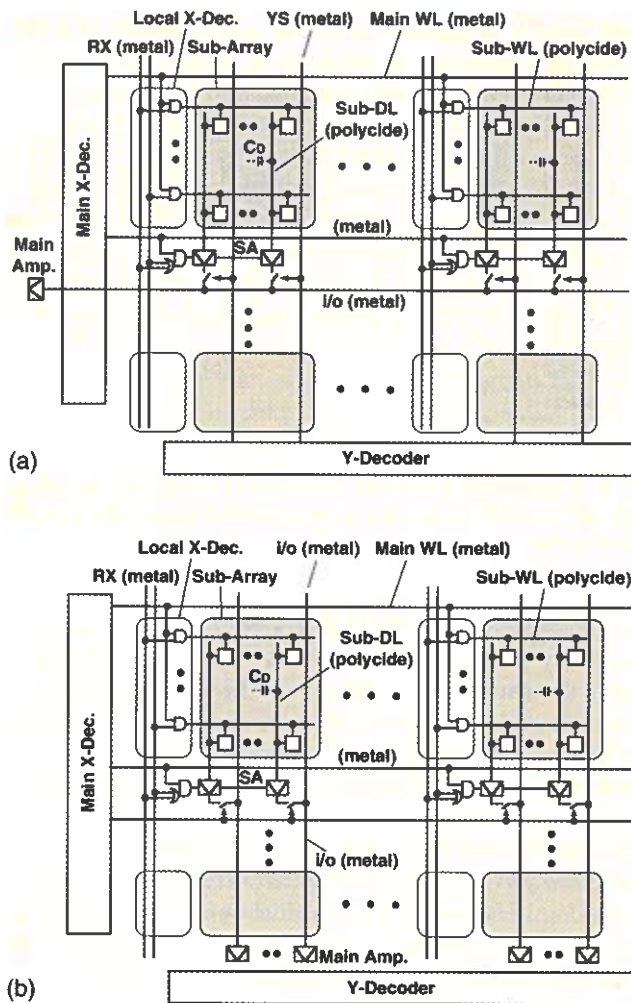 Local X-Dec. YS (metal) Main WL (metal)
RX (metal) Sub-Array Sub-WL (polycide)
Main X-Dec.
Sub-DL
(polycide)
CD
(metal)
Main
Amp.
SA
i/o (metal)
Y-Decoder
(a)
Local X-Dec. i/o (metal) Main WL (metal)
RX (metal) Sub-Array Sub-WL (polycide)
Main X-Dec.
Sub-DL
(polycide)
CD
(metal)
SA
i/o (metal)
Main Amp.
Y-Decoder
(b)